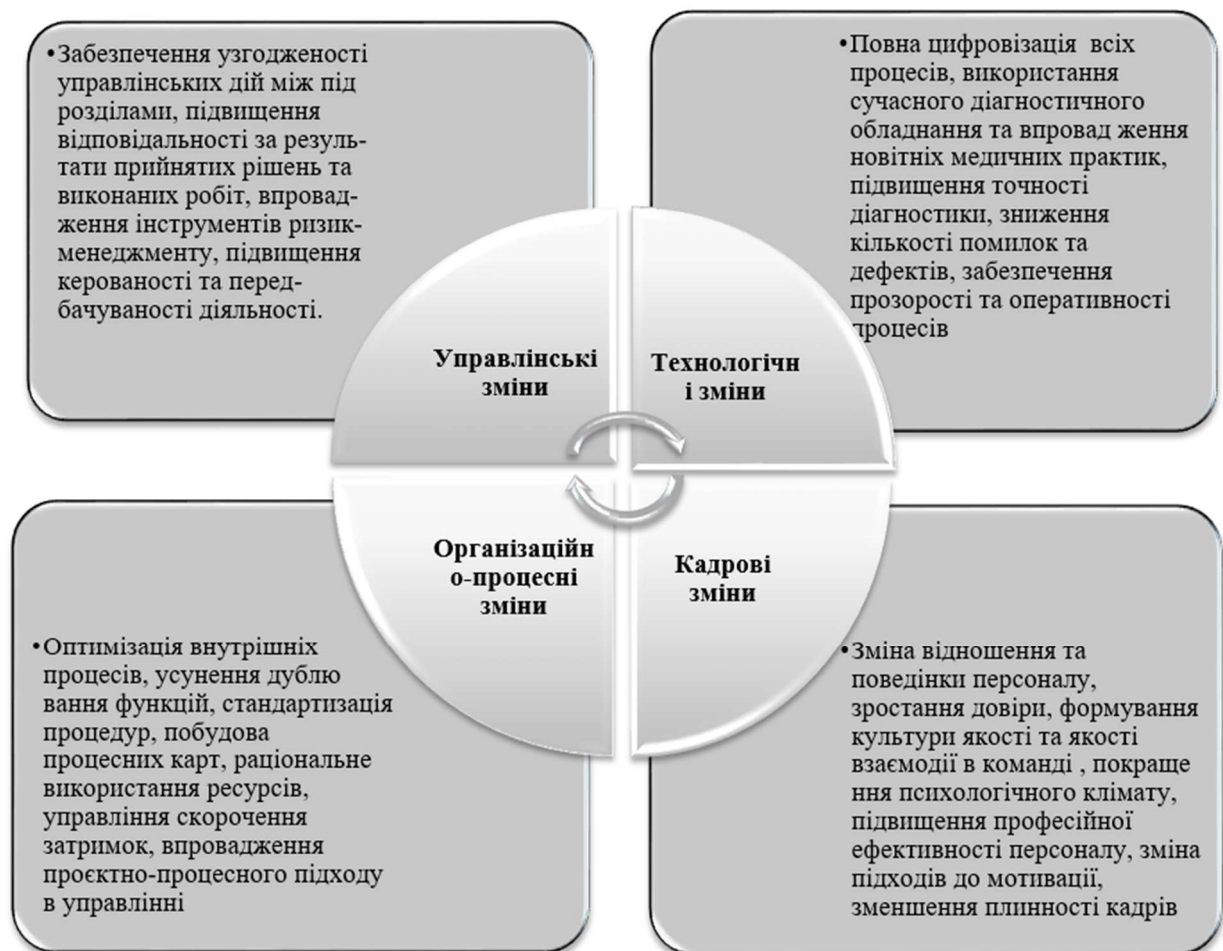 •Забезпечення узгодженості
управлінських дій між під
розділами, підвищення
відповідальності за резуль-
тати прийнятих рішень та
виконаних робіт, впровад-
ження інструментів ризик-
менеджменту, підвищення
керованості та перед-
бачуваності діяльності.
•Повна цифровізація всіх
процесів, використання
сучасного діагностичного
обладнання та впровад ження
новітніх медичних практик,
підвищення точності
діагностики, зниження
кількості помилок та
дефектів, забезпечення
прозорості та оперативності
процесів
Управлінські
зміни
Технологічн
і зміни
Організаційн
о-процесні
зміни
Кадрові
зміни
•Оптимізація внутрішніх
процесів, усунення дублю
вання функцій, стандартизація
процедур, побудова
процесних карт, раціональне
використання ресурсів,
управління скорочення
затримок, впровадження
проєктно-процесного підходу
в управлінні
•Зміна відношення та
поведінки персоналу,
зростання довіри, формування
культури якості та якості
взаємодії в команді , покраще
ння психологічного клімату,
підвищення професійної
ефективності персоналу, зміна
підходів до мотивації,
зменшення плинності кадрів